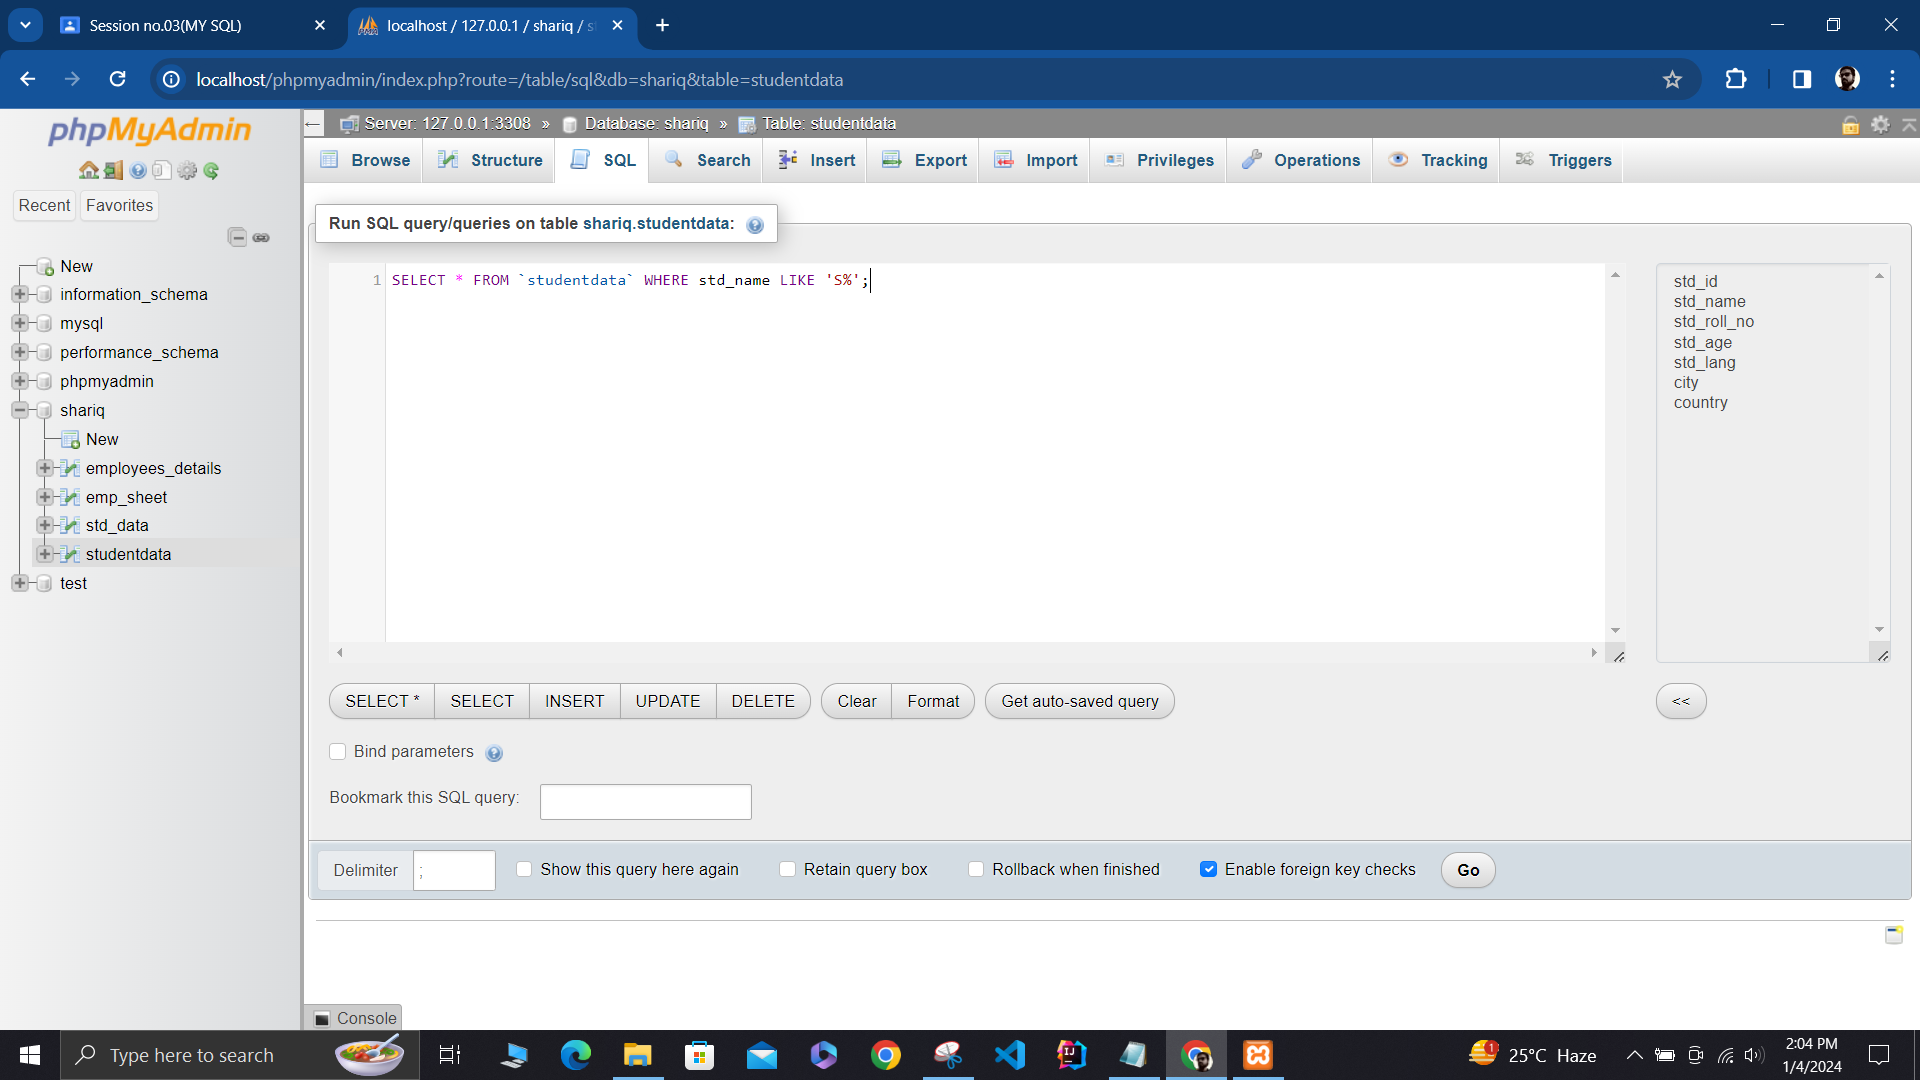 Session no.03(MY SQL)
localhost / 127.0.0.1 / shariq /
localhost/phpmyadmin/index.php?route=/table/sql&db=shariq&table=studentdata
phpMyAdmin
Server: 127.0.0.1:3308 » Database: shariq » Table: studentdata
Browse Structure SQL Search Insert Export Import Privileges Operations Tracking Triggers
Recent Favorites
Run SQL query/queries on table shariq.studentdata:
New
information_schema
mysql
performance_schema
phpmyadmin
shariq
New
employees_details
emp_sheet
std_data
studentdata
test
1 SELECT * FROM `studentdata` WHERE std_name LIKE 'S%';
std_id
std_name
std_roll_no
std_age
std_lang
city
country
SELECT * SELECT INSERT UPDATE DELETE Clear Format Get auto-saved query <<
Bind parameters
Bookmark this SQL query:
Delimiter ; Show this query here again Retain query box Rollback when finished Enable foreign key checks Go
Console
Type here to search
1 25°C Haze
2:04 PM
1/4/2024